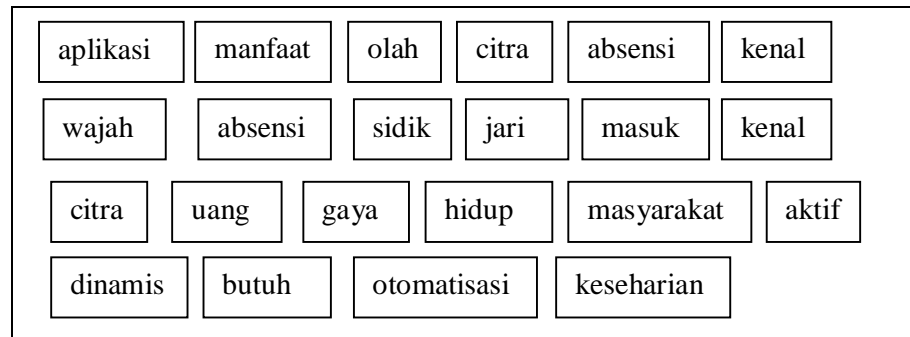 aplikasi manfaat olah citra absensi kenal
wajah absensi sidik jari masuk kenal
citra uang gaya hidup masyarakat aktif
dinamis butuh otomatisasi keseharian